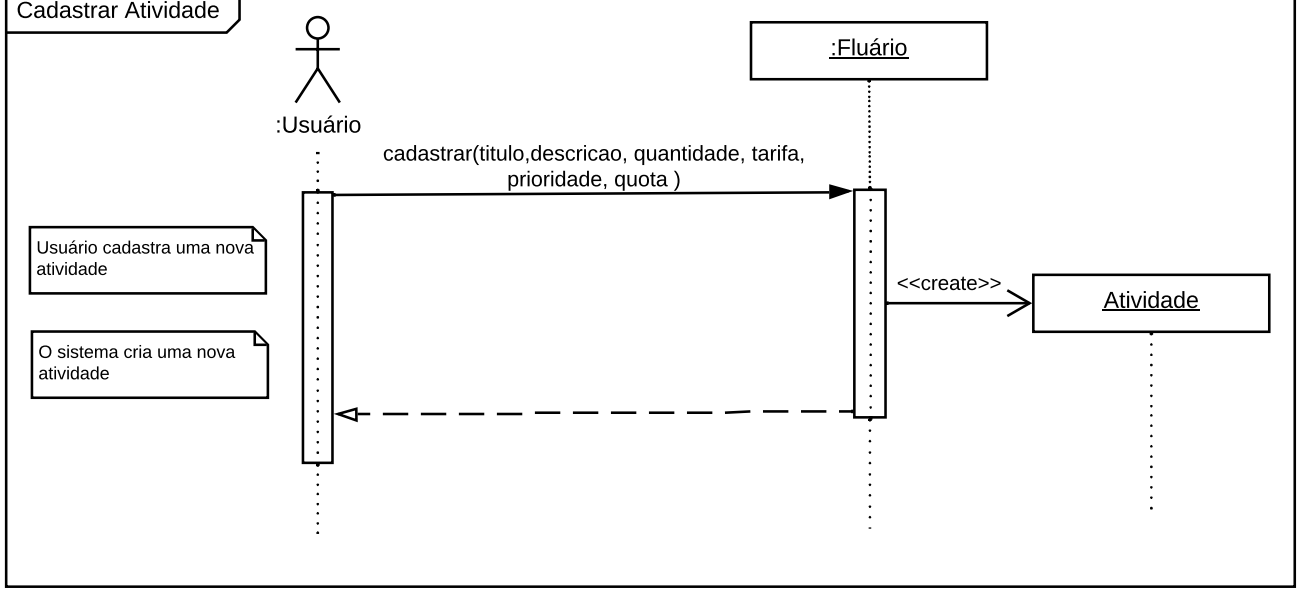 Cadastrar Atividade
:Fluário
:Usuário
cadastrar(titulo,descricao, quantidade, tarifa,
prioridade, quota )
Usuário cadastra uma nova
atividade
<<create>>
Atividade
O sistema cria uma nova
atividade